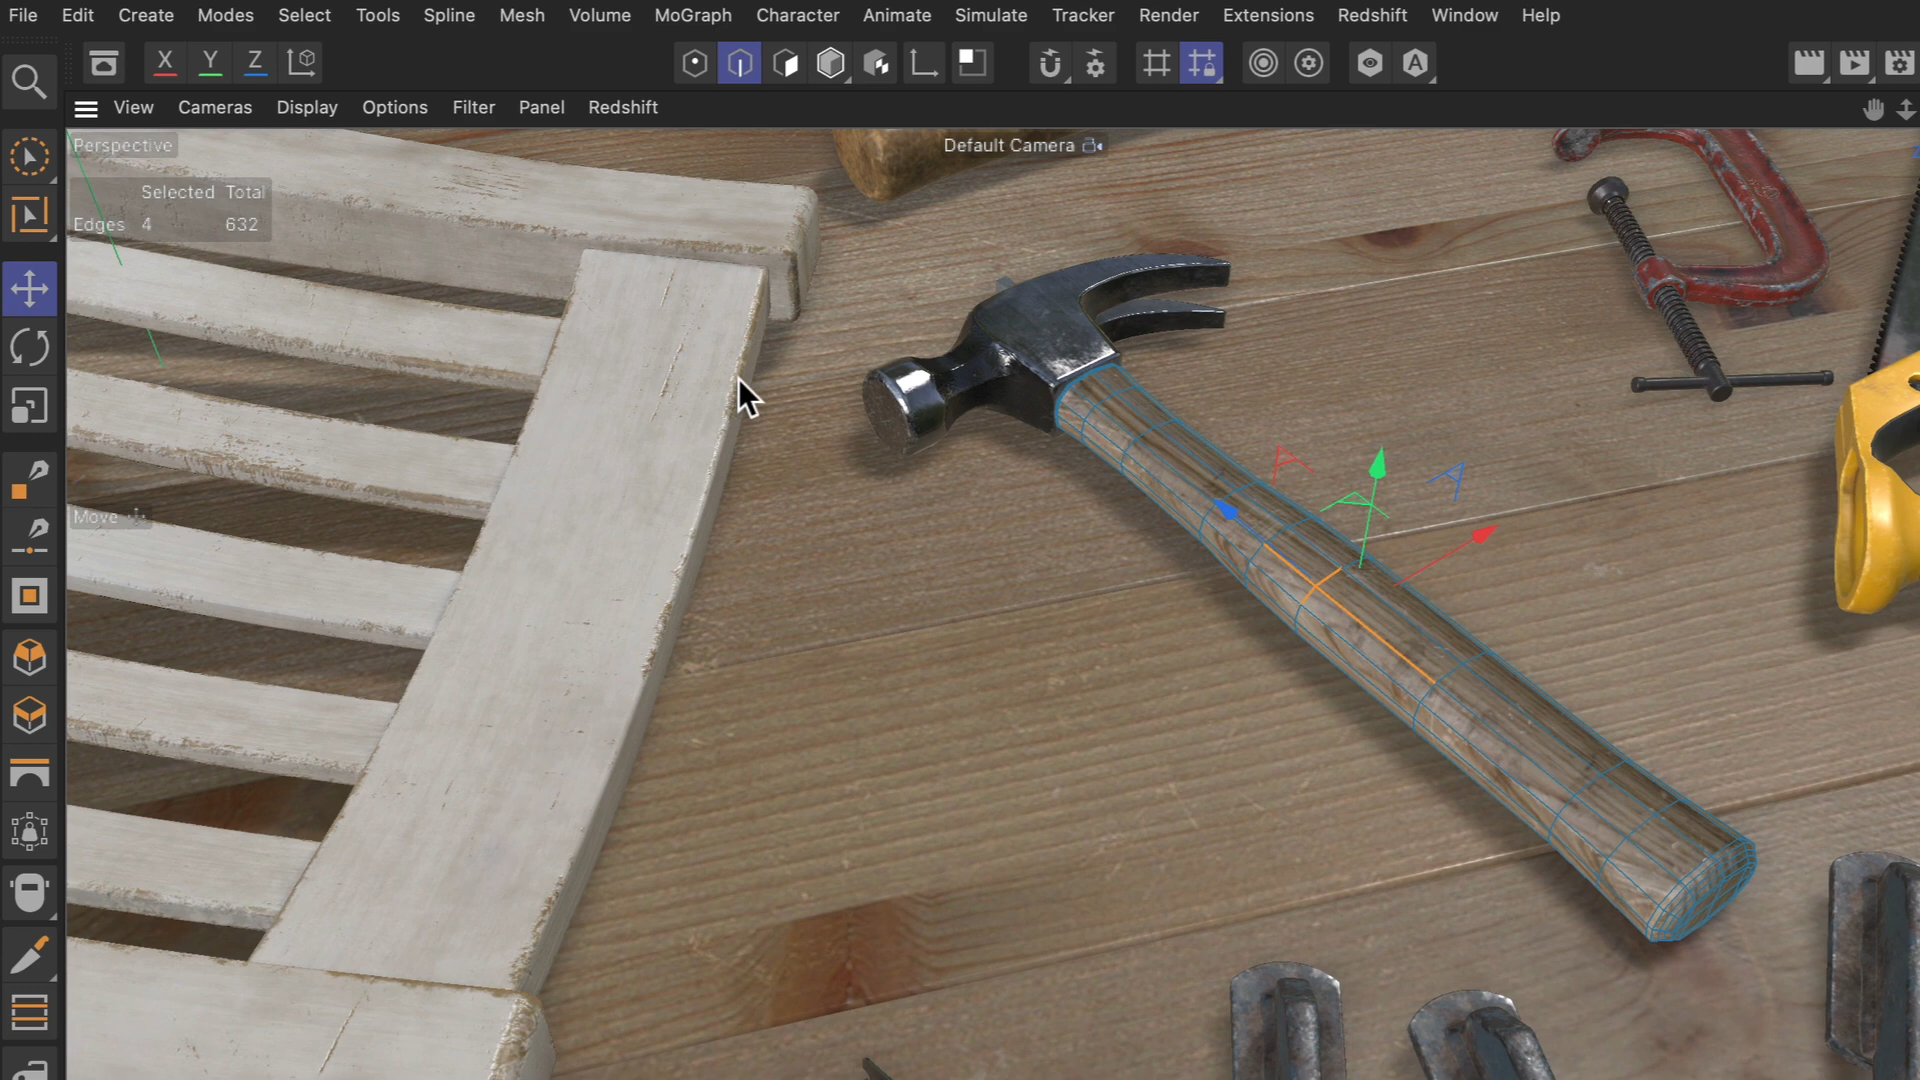 File Edit Create Modes Select Tools Spline Mesh Volume MoGraph Character Animate Simulate Tracker Render Extensions Redshift Window Help
X Y Z
A
View Cameras Display Options Filter Panel Redshift
Perspective
Default Camera
Selected Total
Edges 4 632
Move